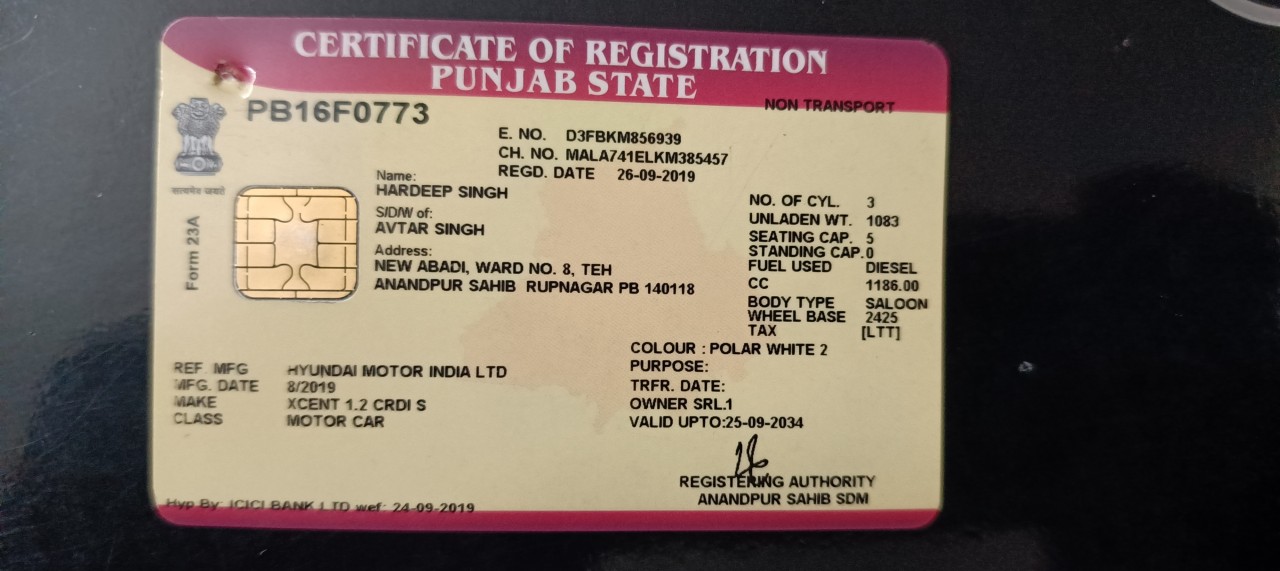 CERTIFICATE OF REGISTRATION
PUNJAB STATE
NON TRANSPORT
PB16F0773
E. NO. D3FBKM856939
CH. NO. MALA741ELKM385457
REGD. DATE 26-09-2019
सत्यमेव जयते
Form 23A
Name:
HARDEEP SINGH
S/D/W of:
AVTAR SINGH
Address:
NEW ABADI, WARD NO. 8, TEH
ANANDPUR SAHIB RUPNAGAR PB 140118
NO. OF CYL. 3
UNLADEN WT. 1083
SEATING CAP. 5
STANDING CAP.0
FUEL USED DIESEL
CC 1186.00
BODY TYPE SALOON
WHEEL BASE 2425
TAX [LTT]
REF. MFG HYUNDAI MOTOR INDIA LTD
MFG. DATE 8/2019
MAKE XCENT 1.2 CRDI S
CLASS MOTOR CAR
COLOUR : POLAR WHITE 2
PURPOSE:
TRFR. DATE:
OWNER SRL.1
VALID UPTO:25-09-2034
REGISTERING AUTHORITY
ANANDPUR SAHIB SDM
Hyp By: ICICI BANK LTD wef: 24-09-2019